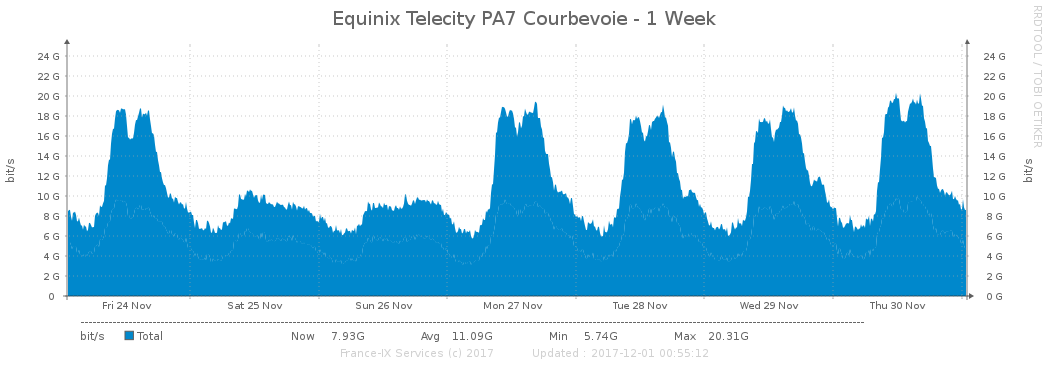 Equinix Telecity PA7 Courbevoie - 1 Week
RRDTOOL / TOBI OETIKER
24 G 24 G
22 G 22 G
20 G 20 G
18 G 18 G
16 G 16 G
14 G 14 G
12 G 12 G
10 G 10 G
8 G 8 G
6 G 6 G
4 G 4 G
2 G 2 G
0 0 G
bit/s
bit/s
Fri 24 Nov Sat 25 Nov Sun 26 Nov Mon 27 Nov Tue 28 Nov Wed 29 Nov Thu 30 Nov
bit/s Total Now 7.93G Avg 11.09G Min 5.74G Max 20.31G
France-IX Services (c) 2017 Updated : 2017-12-01 00:55:12